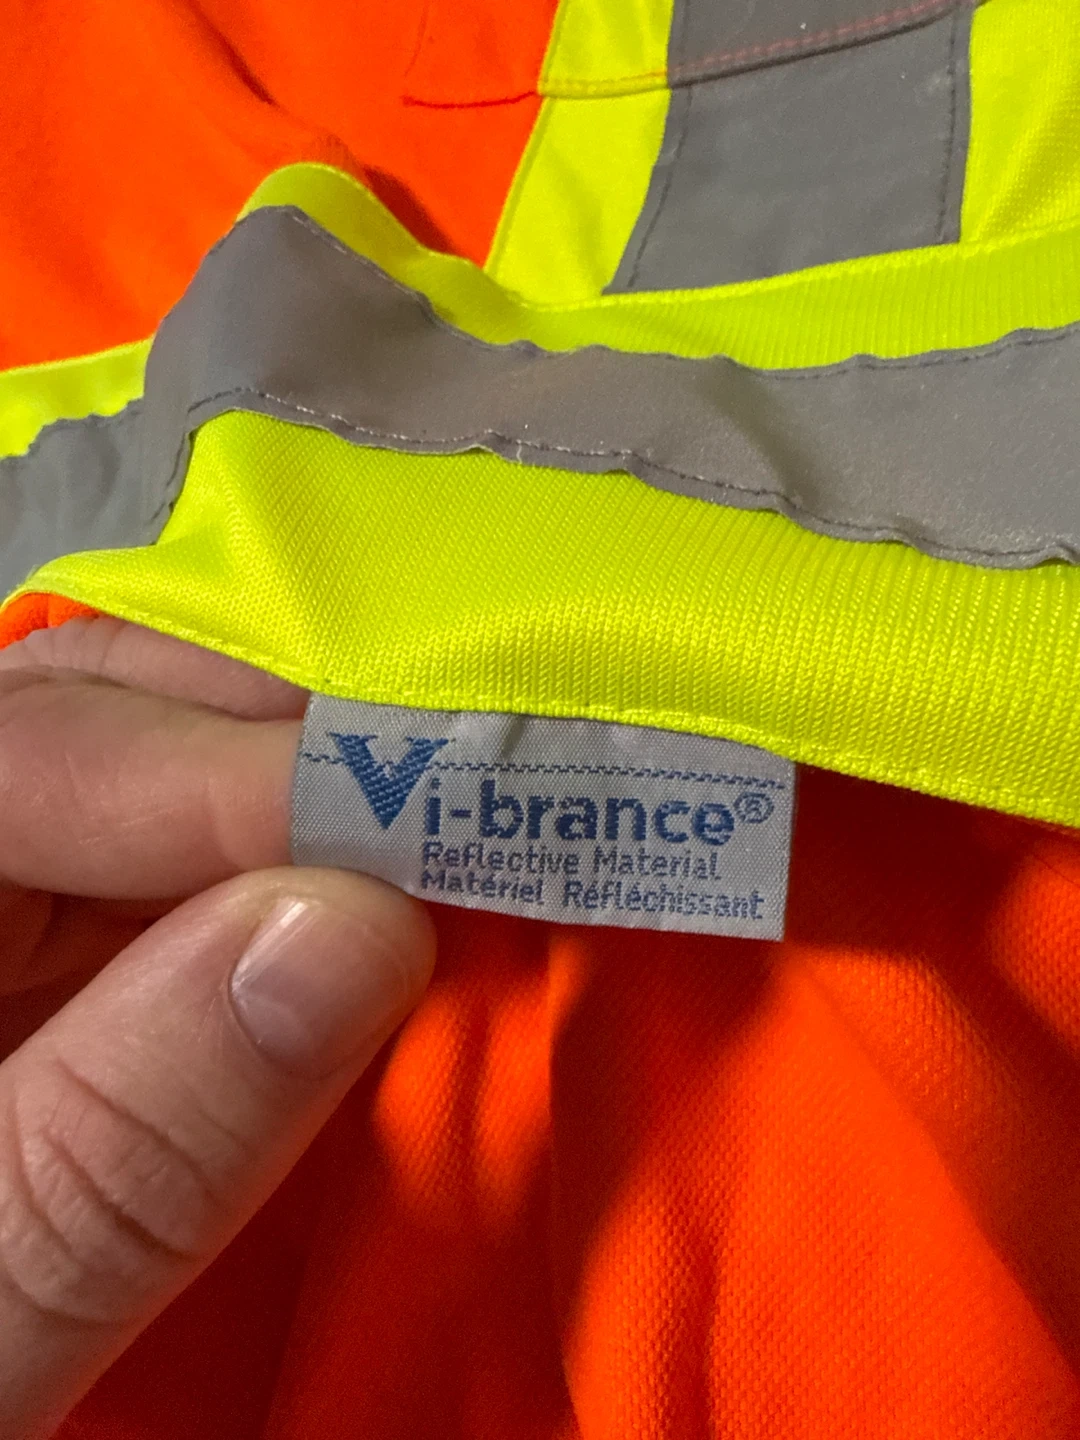 Vi-brance®
Reflective Material
Matériel Réfléchissant